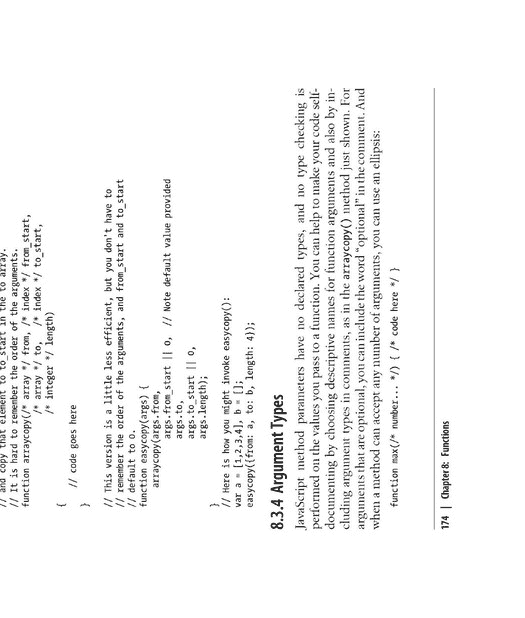 // and copy that element to to_start in the to array.
// It is hard to remember the order of the arguments.
function arraycopy(/* array */ from, /* index */ from_start,
/* array */ to, /* index */ to_start,
/* integer */ length)
{
// code goes here
}
// This version is a little less efficient, but you don't have to
// remember the order of the arguments, and from_start and to_start
// default to 0.
function easycopy(args) {
arraycopy(args.from,
args.from_start || 0, // Note default value provided
args.to,
args.to_start || 0,
args.length);
}
// Here is how you might invoke easycopy():
var a = [1,2,3,4], b = [];
easycopy({from: a, to: b, length: 4});
8.3.4 Argument Types
JavaScript method parameters have no declared types, and no type checking is
performed on the values you pass to a function. You can help to make your code self-
documenting by choosing descriptive names for function arguments and also by in-
cluding argument types in comments, as in the arraycopy() method just shown. For
arguments that are optional, you can include the word "optional" in the comment. And
when a method can accept any number of arguments, you can use an ellipsis:
function max(/* number... */) { /* code here */ }
174 | Chapter 8: Functions